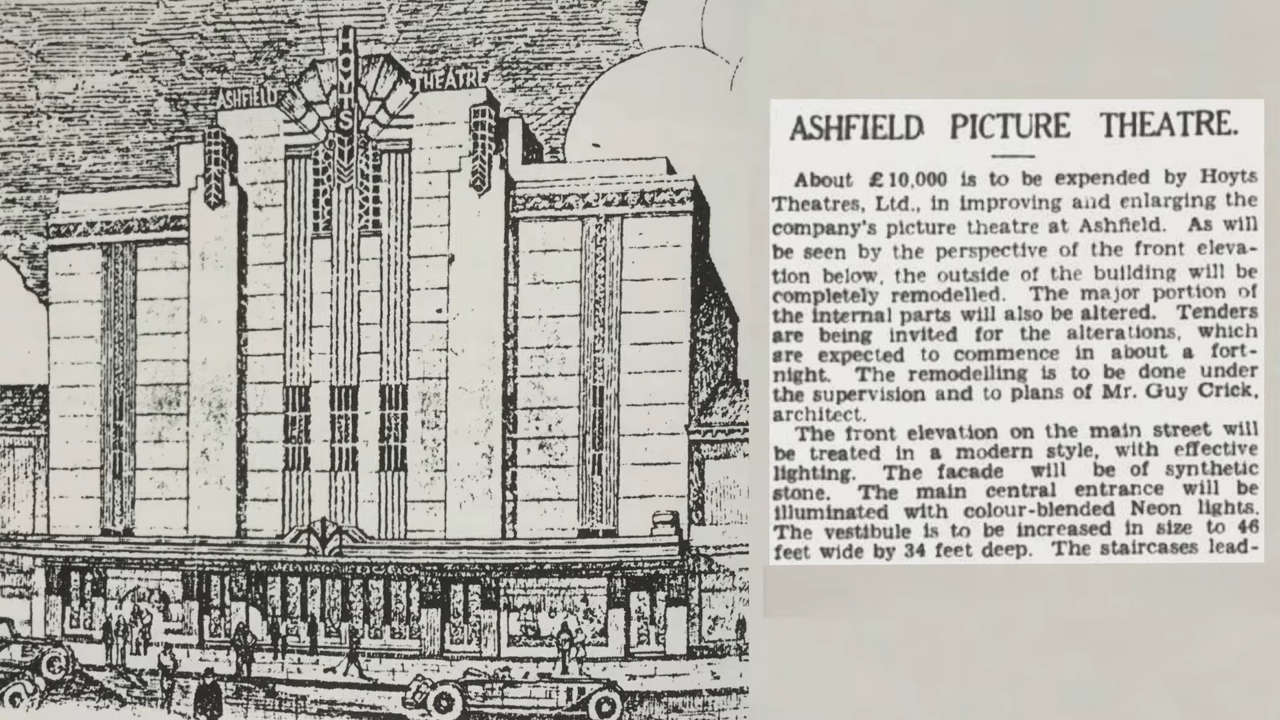 ASHFIELD
HOYTS
THEATRE
ASHFIELD PICTURE THEATRE.
About £10,000 is to be expended by Hoyts
Theatres, Ltd., in improving and enlarging the
company's picture theatre at Ashfield. As will
be seen by the perspective of the front eleva-
tion below, the outside of the building will be
completely remodelled. The major portion of
the internal parts will also be altered. Tenders
are being invited for the alterations, which
are expected to commence in about a fort-
night. The remodelling is to be done under
the supervision and to plans of Mr. Guy Crick,
architect.
The front elevation on the main street will
be treated in a modern style, with effective
lighting. The facade will be of synthetic
stone. The main central entrance will be
illuminated with colour-blended Neon lights.
The vestibule is to be increased in size to 46
feet wide by 34 feet deep. The staircases lead-